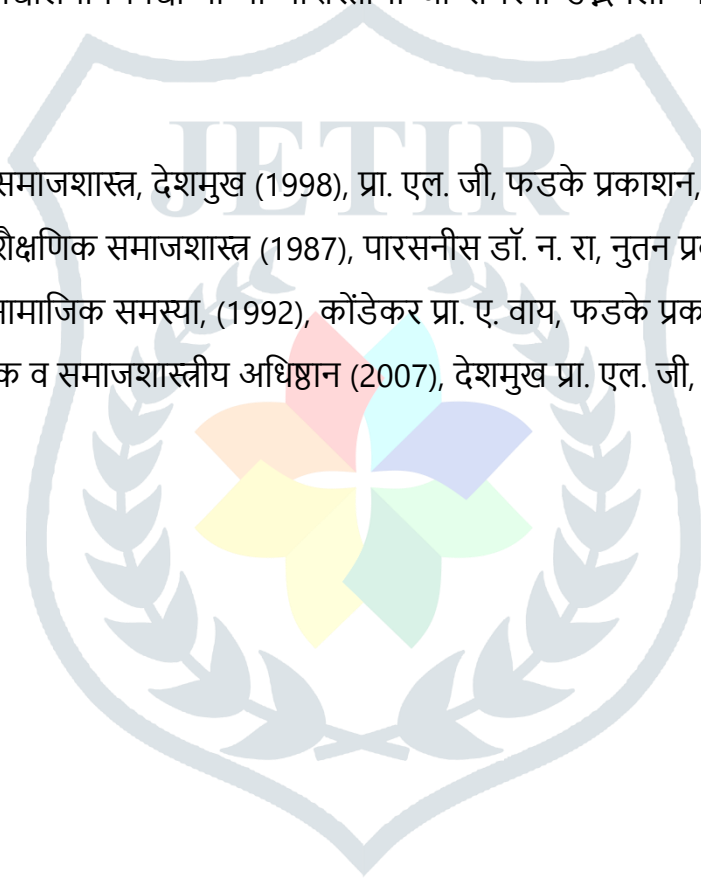 JETIR
समाजशास्त्र, देशमुख (1998), प्रा. एल. जी, फडके प्रकाशन,
शैक्षणिक समाजशास्त्र (1987), पारसनीस डॉ. न. रा, नुतन
सामाजिक समस्या, (1992), कोंडेकर प्रा. ए. वाय, फडके
व समाजशास्त्रीय अधिष्ठान (2007), देशमुख प्रा. एल. जी,